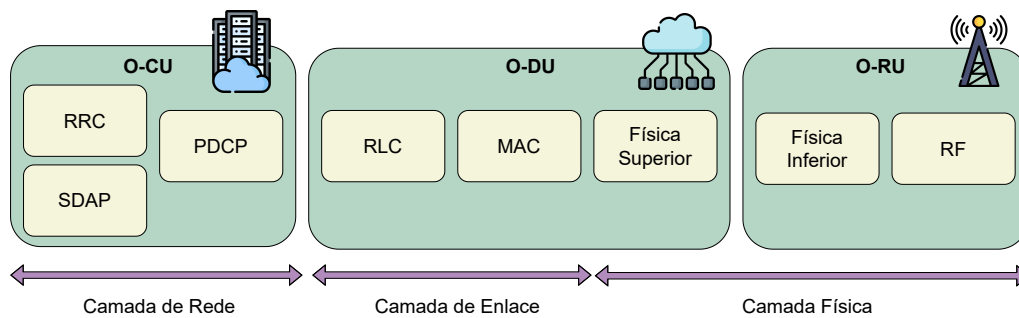 O-CU
RRC
PDCP
SDAP
O-DU
RLC
MAC
Física
Superior
O-RU
Física
Inferior
RF
Camada de Rede
Camada de Enlace
Camada Física